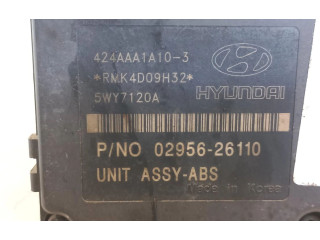 424AAA1A10-3
*RMK4D09H32*
5WY7120A
HYUNDAI
P/NO 02956-26110
UNIT ASSY-ABS
Made in Korea